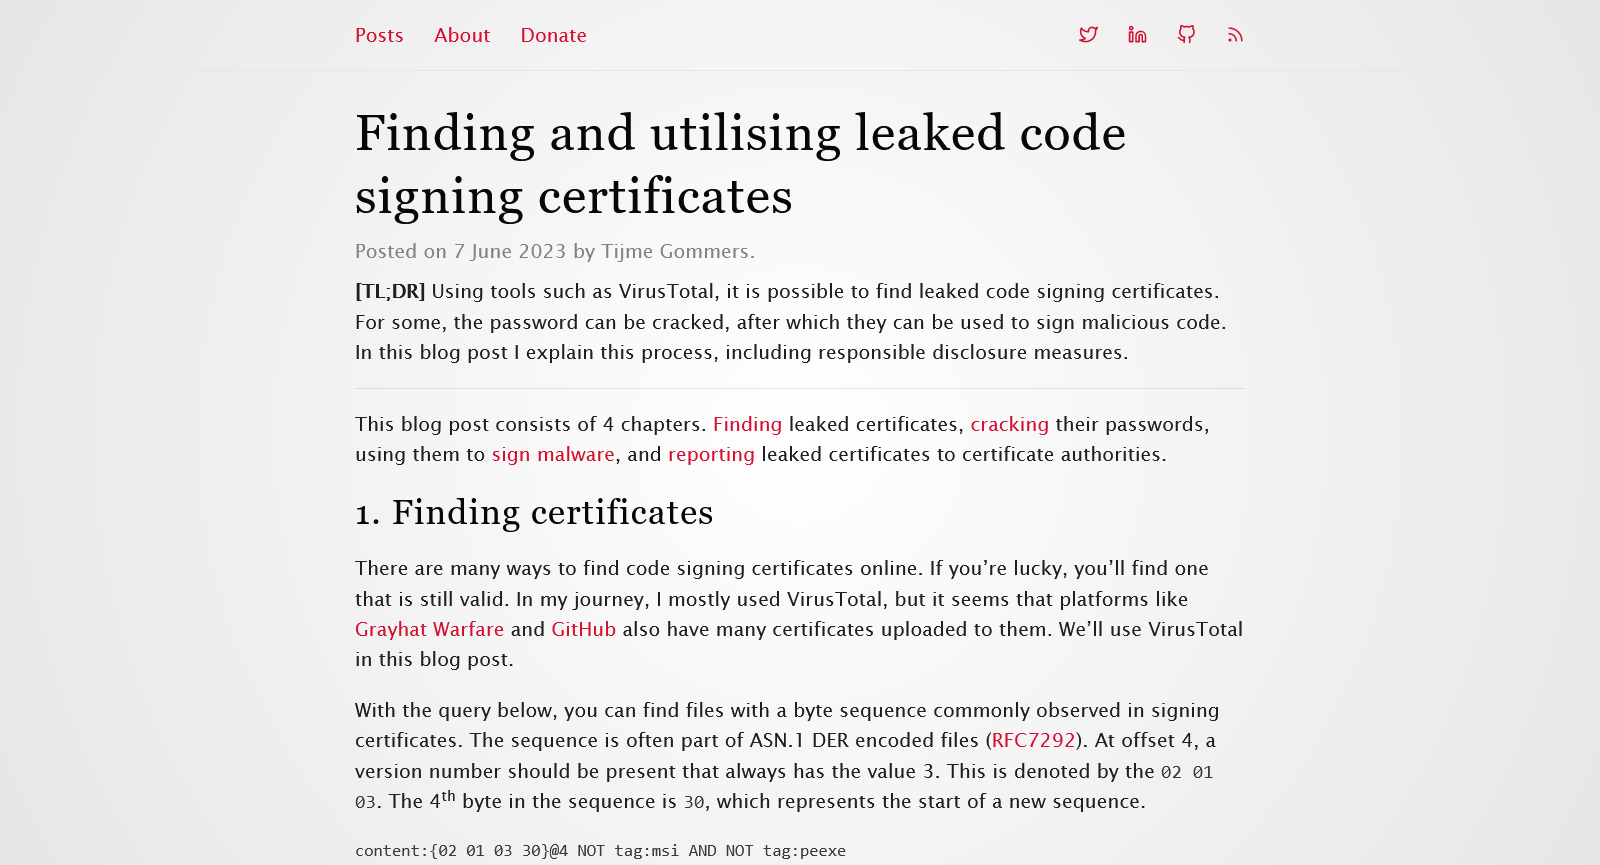 Posts About Donate
Finding and utilising leaked code
signing certificates
Posted on 7 June 2023 by Tijme Gommers.
[TL;DR] Using tools such as VirusTotal, it is possible to find leaked code signing certificates.
For some, the password can be cracked, after which they can be used to sign malicious code.
In this blog post I explain this process, including responsible disclosure measures.
This blog post consists of 4 chapters. Finding leaked certificates, cracking their passwords,
using them to sign malware, and reporting leaked certificates to certificate authorities.
1. Finding certificates
There are many ways to find code signing certificates online. If you’re lucky, you’ll find one
that is still valid. In my journey, I mostly used VirusTotal, but it seems that platforms like
Grayhat Warfare and GitHub also have many certificates uploaded to them. We’ll use VirusTotal
in this blog post.
With the query below, you can find files with a byte sequence commonly observed in signing
certificates. The sequence is often part of ASN.1 DER encoded files (RFC7292). At offset 4, a
version number should be present that always has the value 3. This is denoted by the 02 01
03. The 4th byte in the sequence is 30, which represents the start of a new sequence.
content:{02 01 03 30}@4 NOT tag:msi AND NOT tag:peexe